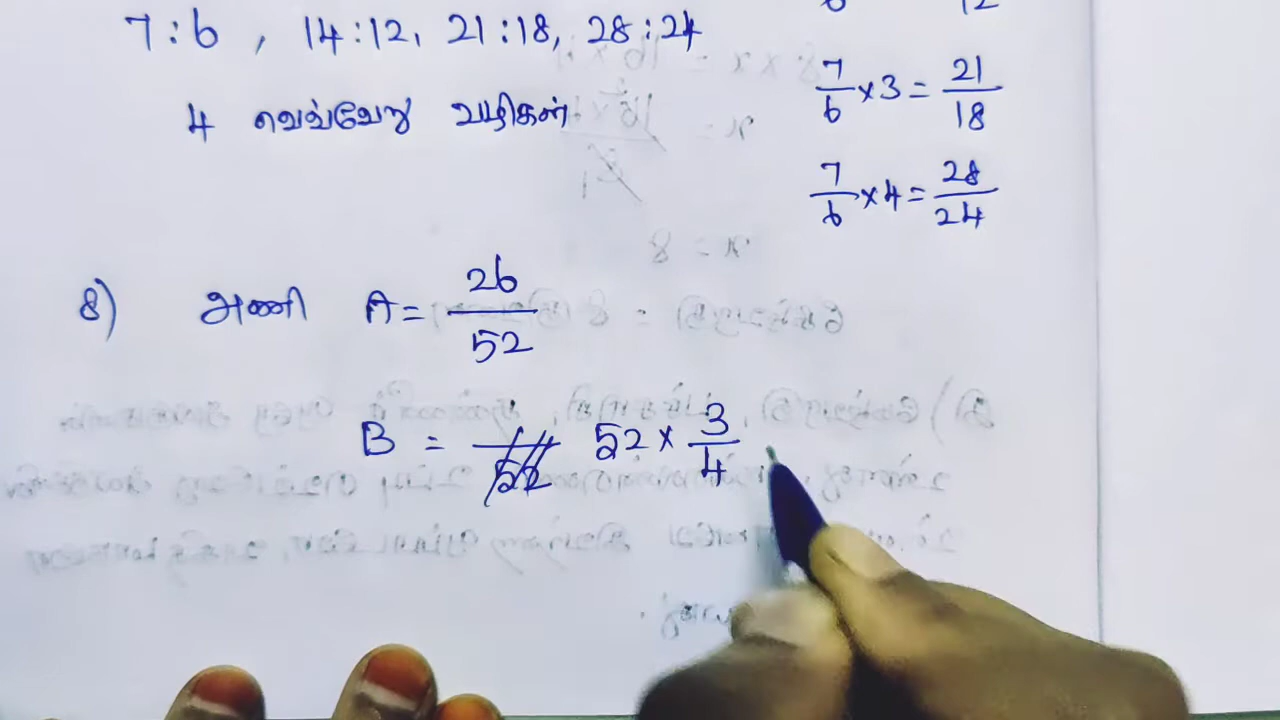 7 : 6 , 14 : 12, 21 : 18, 28 : 24
4 வெவ்வேறு வழிகள்
7/6 × 3 = 21/18
7/6 × 4 = 28/24
8) அணி A = 26/52
B = 52 × 3/4